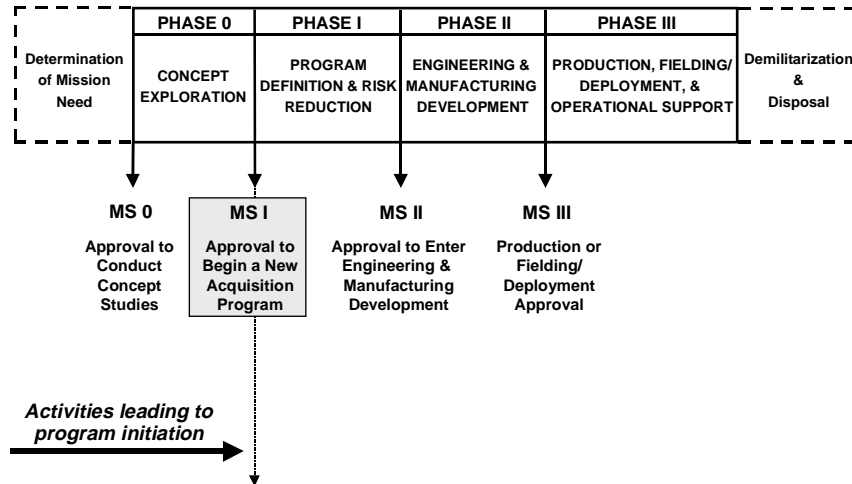 PHASE 0
PHASE I
PHASE II
PHASE III
Determination
of Mission
Need
CONCEPT
EXPLORATION
PROGRAM
DEFINITION & RISK
REDUCTION
ENGINEERING &
MANUFACTURING
DEVELOPMENT
PRODUCTION, FIELDING/
DEPLOYMENT, &
OPERATIONAL SUPPORT
Demilitarization
&
Disposal
MS 0
Approval to
Conduct
Concept
Studies
MS I
Approval to
Begin a New
Acquisition
Program
MS II
Approval to Enter
Engineering &
Manufacturing
Development
MS III
Production or
Fielding/
Deployment
Approval
Activities leading to
program initiation